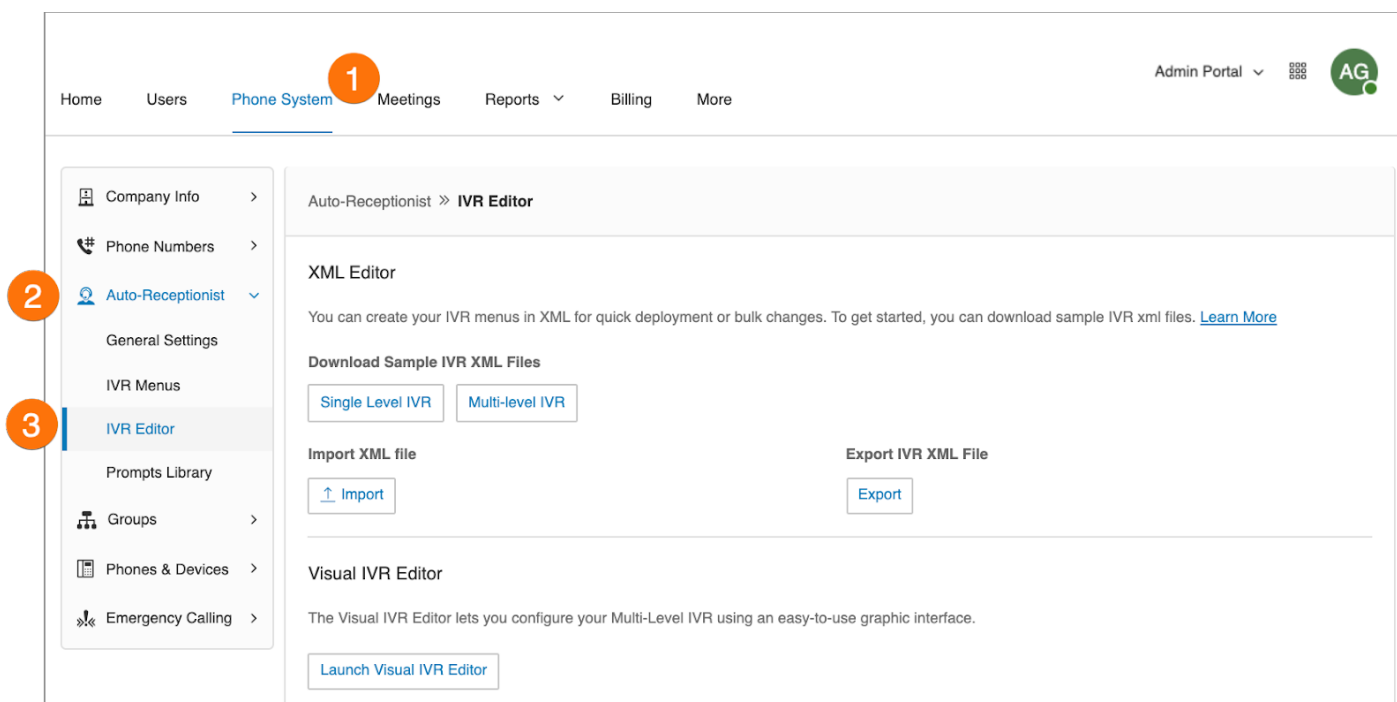 Admin Portal
AG
1
Home Users Phone System Meetings Reports Billing More
Company Info
Phone Numbers
2
Auto-Receptionist
General Settings
IVR Menus
3
IVR Editor
Prompts Library
Groups
Phones & Devices
Emergency Calling
Auto-Receptionist » IVR Editor
XML Editor
You can create your IVR menus in XML for quick deployment or bulk changes. To get started, you can download sample IVR xml files. Learn More
Download Sample IVR XML Files
Single Level IVR Multi-level IVR
Import XML file
Import
Export IVR XML File
Export
Visual IVR Editor
The Visual IVR Editor lets you configure your Multi-Level IVR using an easy-to-use graphic interface.
Launch Visual IVR Editor